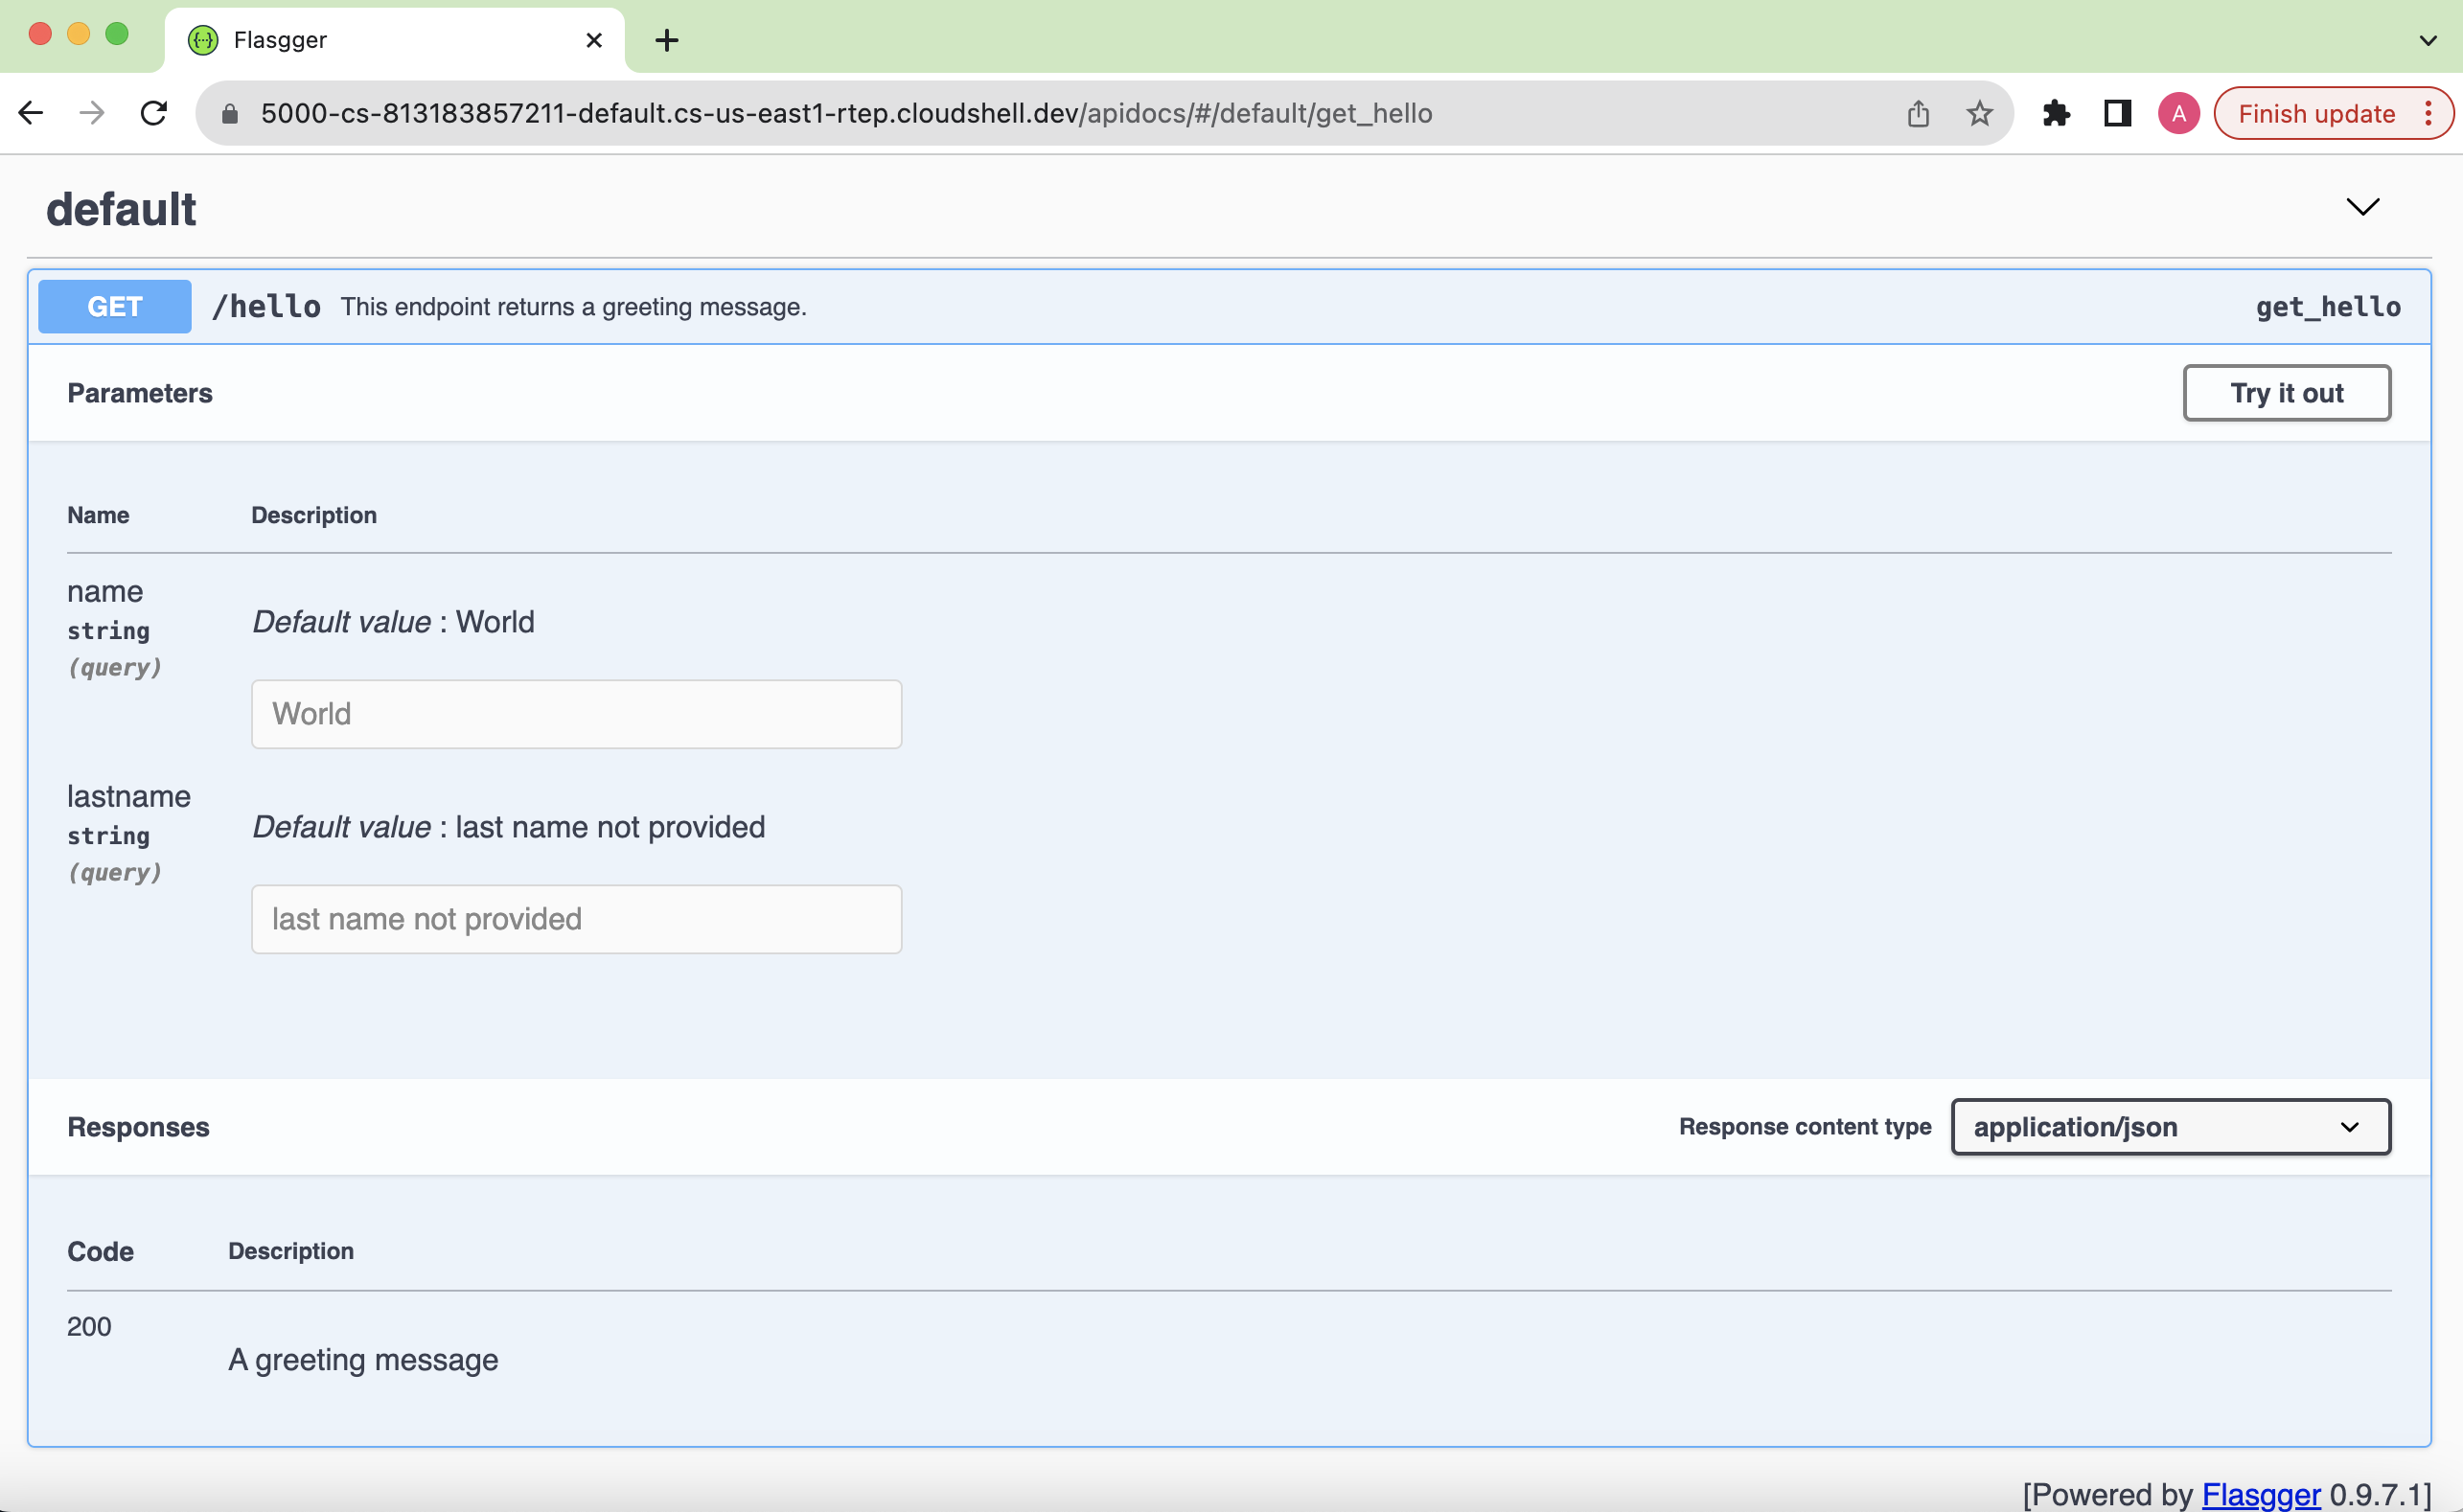 Flasgger
5000-cs-813183857211-default.cs-us-east1-rtep.cloudshell.dev/apidocs/#/default/get_hello
A
Finish update
default
GET /hello This endpoint returns a greeting message. get_hello
Parameters Try it out
Name Description
name
string
(query)
Default value : World
World
lastname
string
(query)
Default value : last name not provided
last name not provided
Responses Response content type application/json
Code Description
200
A greeting message
[Powered by Flasgger 0.9.7.1]